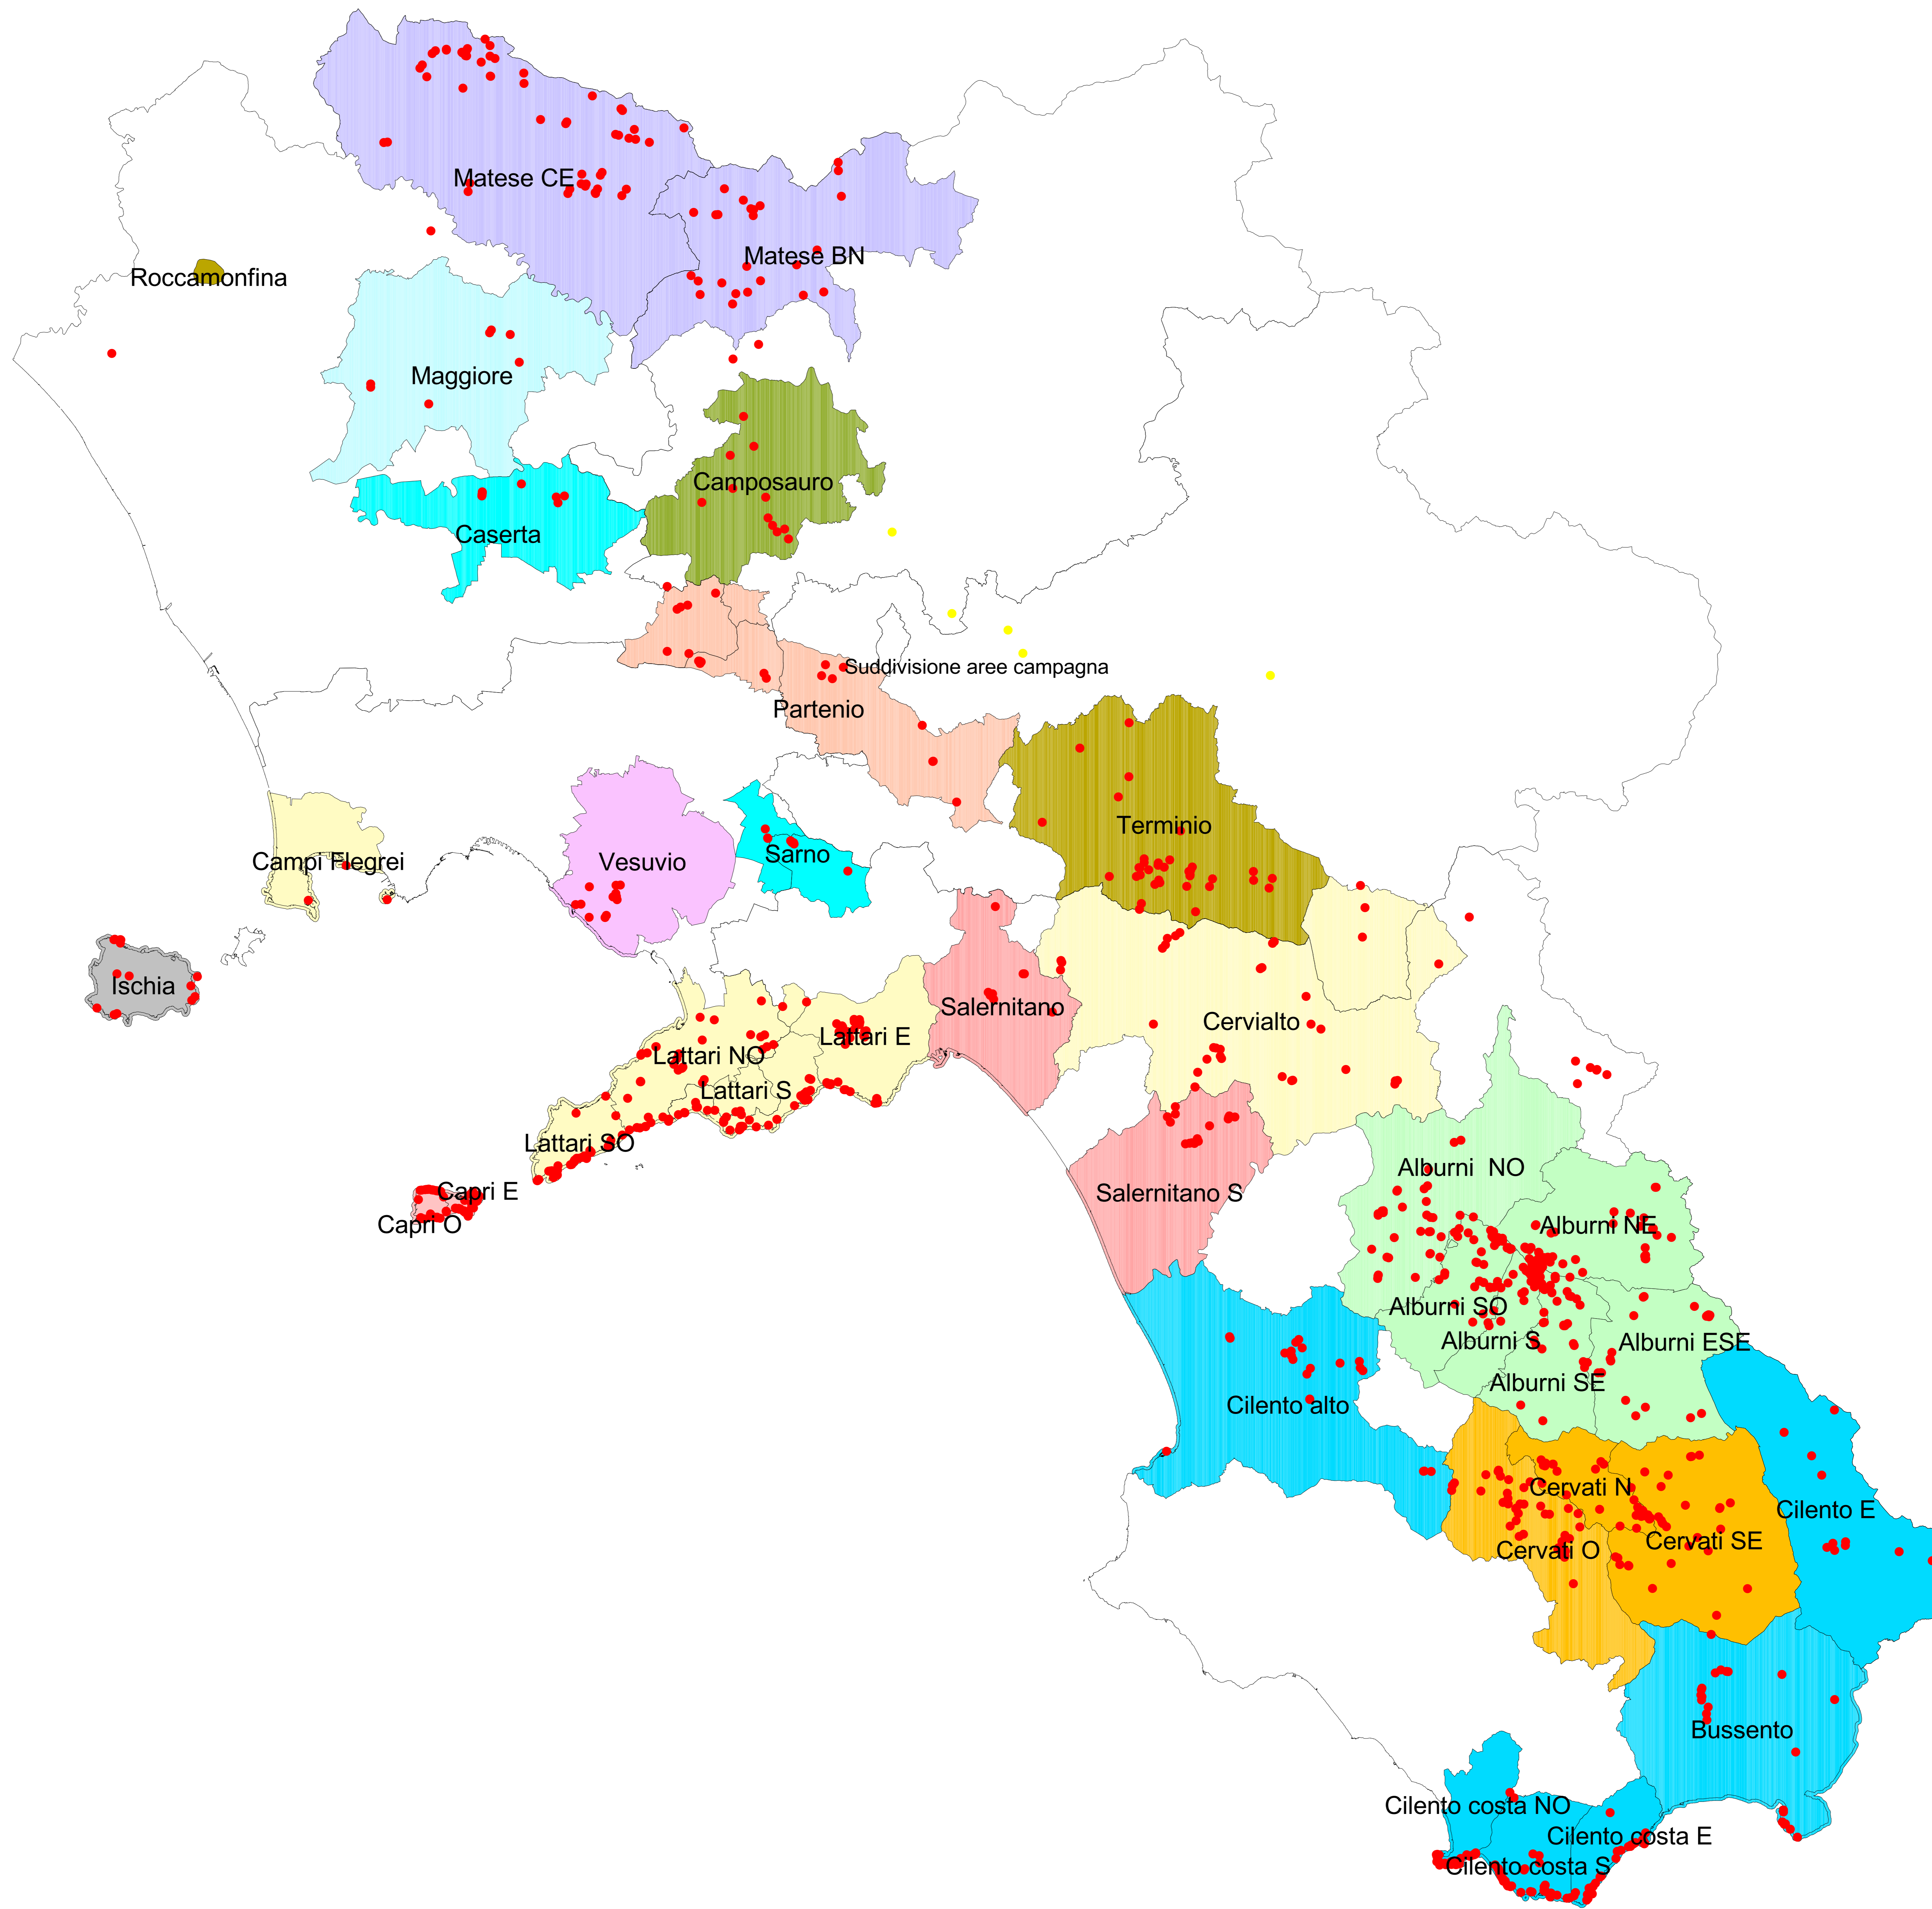 Matese CE
Matese BN
Roccamonfina
Maggiore
Camposauro
Caserta
Suddivisione aree campagna
Partenio
Terminio
Campi Flegrei
Vesuvio
Sarno
Ischia
Salernitano
Cervialto
Lattari E
Lattari NO
Lattari S
Lattari SO
Capri E
Capri O
Salernitano S
Alburni  NO
Alburni NE
Alburni SO
Alburni S
Alburni ESE
Alburni SE
Cilento alto
Cervati N
Cilento E
Cervati SE
Cervati O
Bussento
Cilento costa NO
Cilento costa E
Cilento costa S